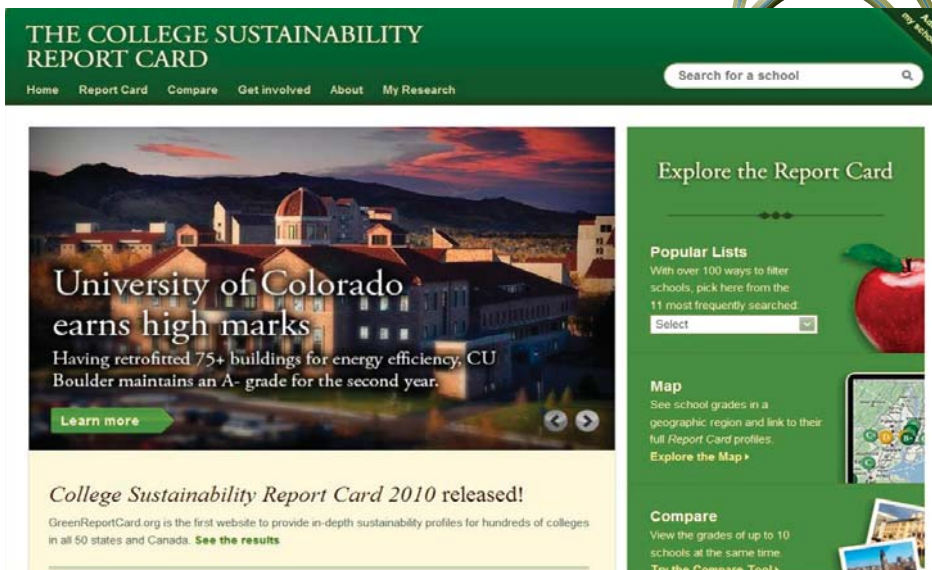 THE COLLEGE SUSTAINABILITY
REPORT CARD
Home Report Card Compare Get involved About My Research
Search for a school
my
University of Colorado
earns high marks
Having retrofitted 75+ buildings for energy efficiency, CU
Boulder maintains an A- grade for the second year.
Learn more
College Sustainability Report Card 2010 released!
GreenReportCard.org is the first website to provide in-depth sustainability profiles for hundreds of colleges
in all 50 states and Canada. See the results
Explore the Report Card
Popular Lists
With over 100 ways to filter
schools, pick here from the
11 most frequently searched:
Select
Map
See school grades in a
geographic region and link to their
full Report Card profiles.
Explore the Map
Compare
View the grades of up to 10
schools at the same time.
Try the Compare Tool